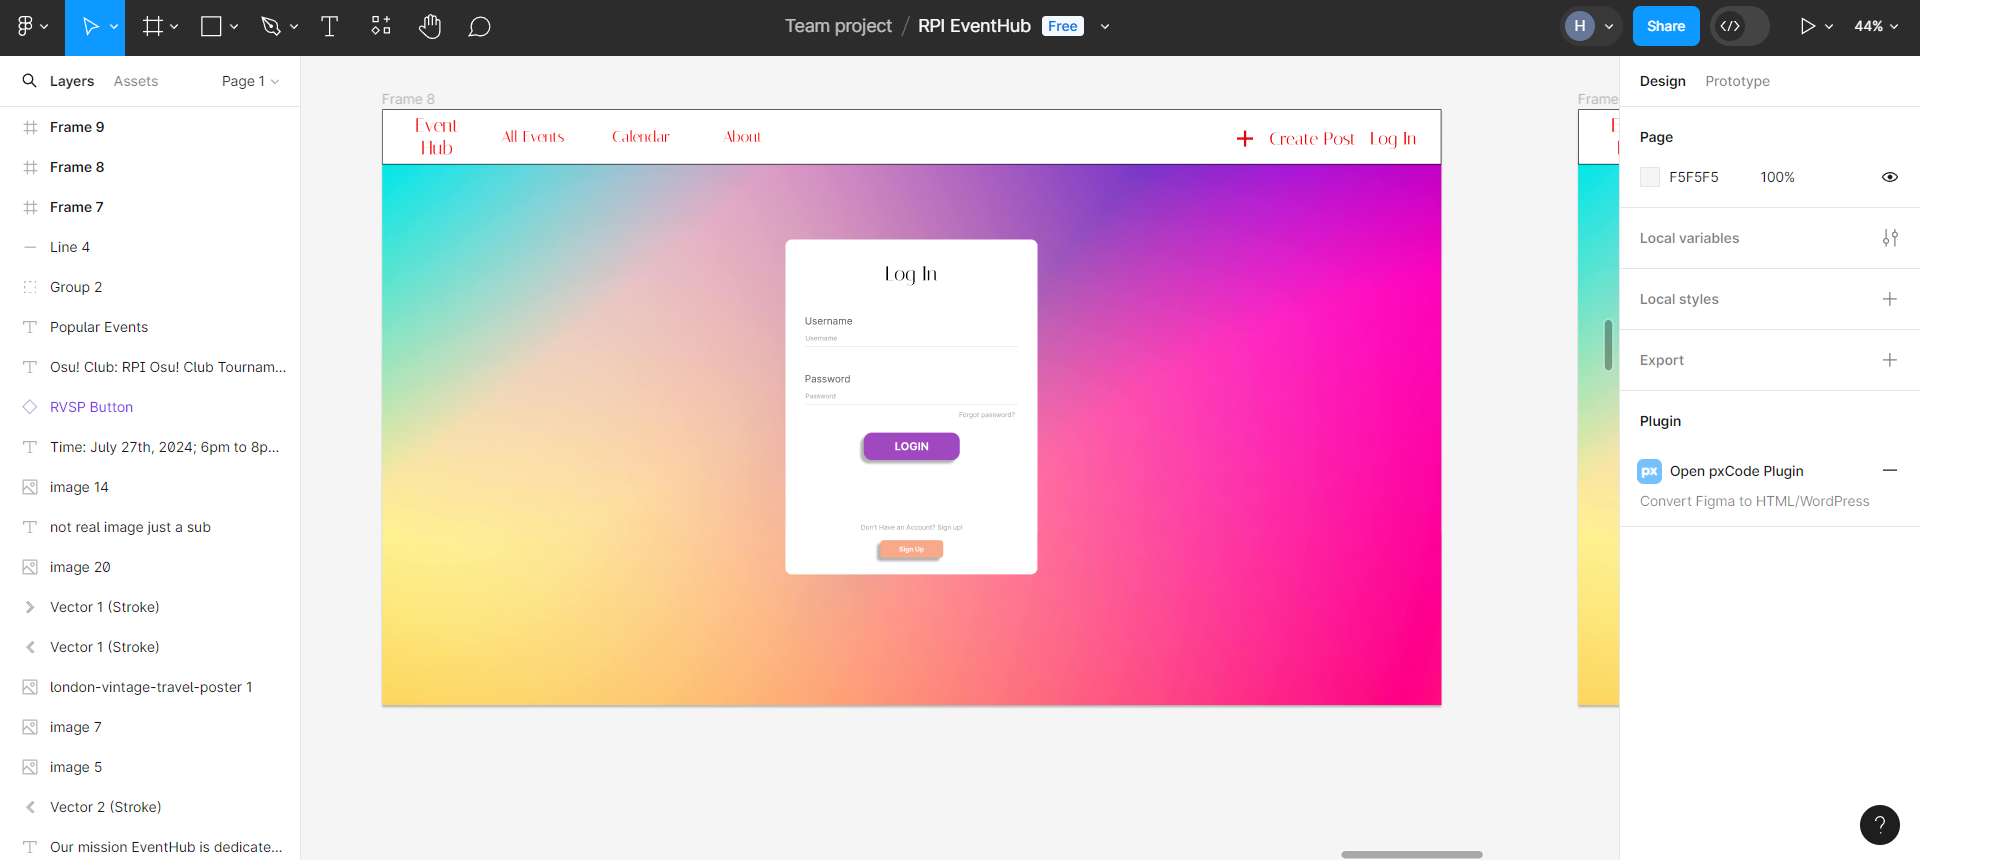 Team project / RPI EventHub Free
H
Share
44%
Layers
Assets
Page 1
Frame 9
Frame 8
Frame 7
Line 4
Group 2
Popular Events
Osu! Club: RPI Osu! Club Tournam...
RVSP Button
Time: July 27th, 2024; 6pm to 8p...
image 14
not real image just a sub
image 20
Vector 1 (Stroke)
Vector 1 (Stroke)
london-vintage-travel-poster 1
image 7
image 5
Vector 2 (Stroke)
Our mission EventHub is dedicate...
Frame 8
Event
Hub
All Events
Calendar
About
+ Create Post
Log In
Log In
Username
Username
Password
Password
Forgot password?
LOGIN
Don't Have an Account? Sign up!
Sign Up
Frame
Design
Prototype
Page
F5F5F5
100%
Local variables
Local styles
Export
Plugin
px
Open pxCode Plugin
Convert Figma to HTML/WordPress
?